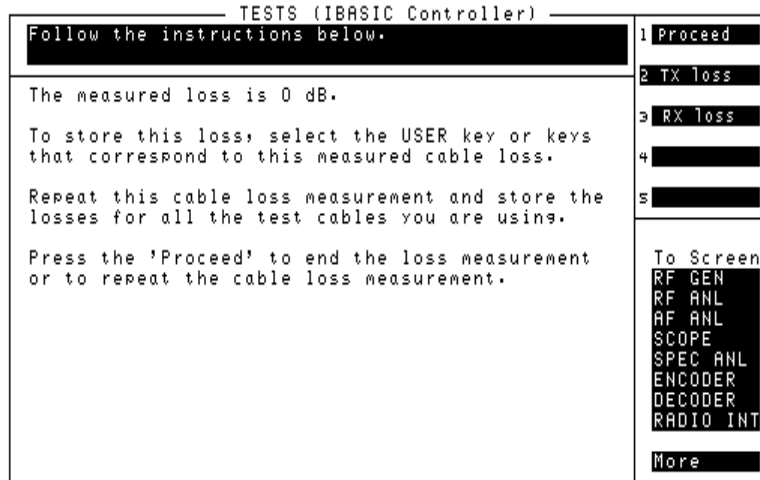 TESTS (IBASIC Controller)
Follow the instructions below.
The measured loss is 0 dB.
To store this loss, select the USER key or keys
that correspond to this measured cable loss.
Repeat this cable loss measurement and store the
losses for all the test cables you are using.
Press the 'Proceed' to end the loss measurement
or to repeat the cable loss measurement.
1 Proceed
2 TX loss
3 RX loss
4
5
To Screen
RF GEN
RF ANL
AF ANL
SCOPE
SPEC ANL
ENCODER
DECODER
RADIO INT
More